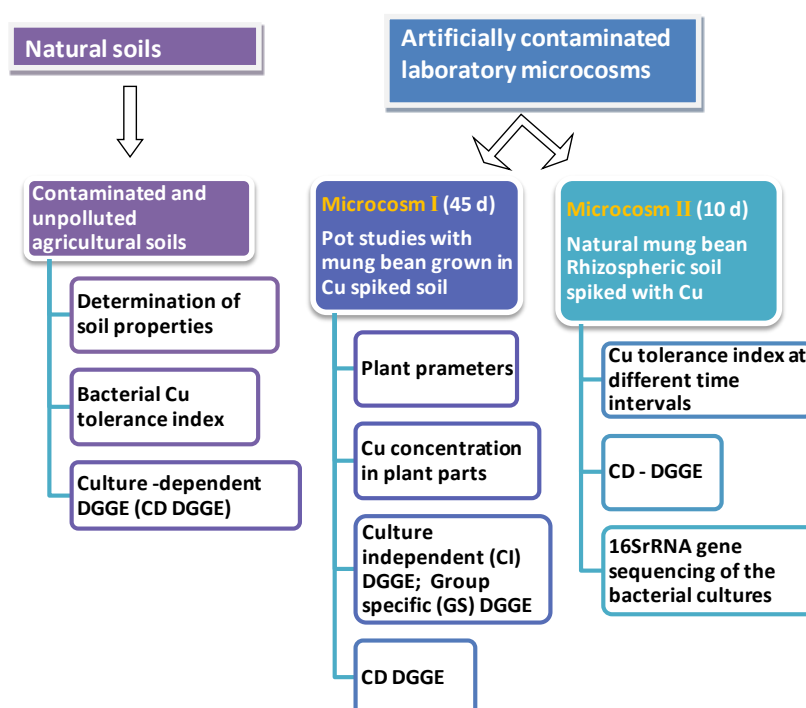 Natural soils
Artificially contaminated
laboratory microcosms
Contaminated and
unpolluted
agricultural soils
Determination of
soil properties
Bacterial Cu
tolerance index
Culture -dependent
DGGE (CD DGGE)
Microcosm I (45 d)
Pot studies with
mung bean grown in
Cu spiked soil
Plant prameters
Cu concentration
in plant parts
Culture
independent (CI)
DGGE; Group
specific (GS) DGGE
CD DGGE
Microcosm II (10 d)
Natural mung bean
Rhizospheric soil
spiked with Cu
Cu tolerance index at
different time
intervals
CD - DGGE
16SrRNA gene
sequencing of the
bacterial cultures